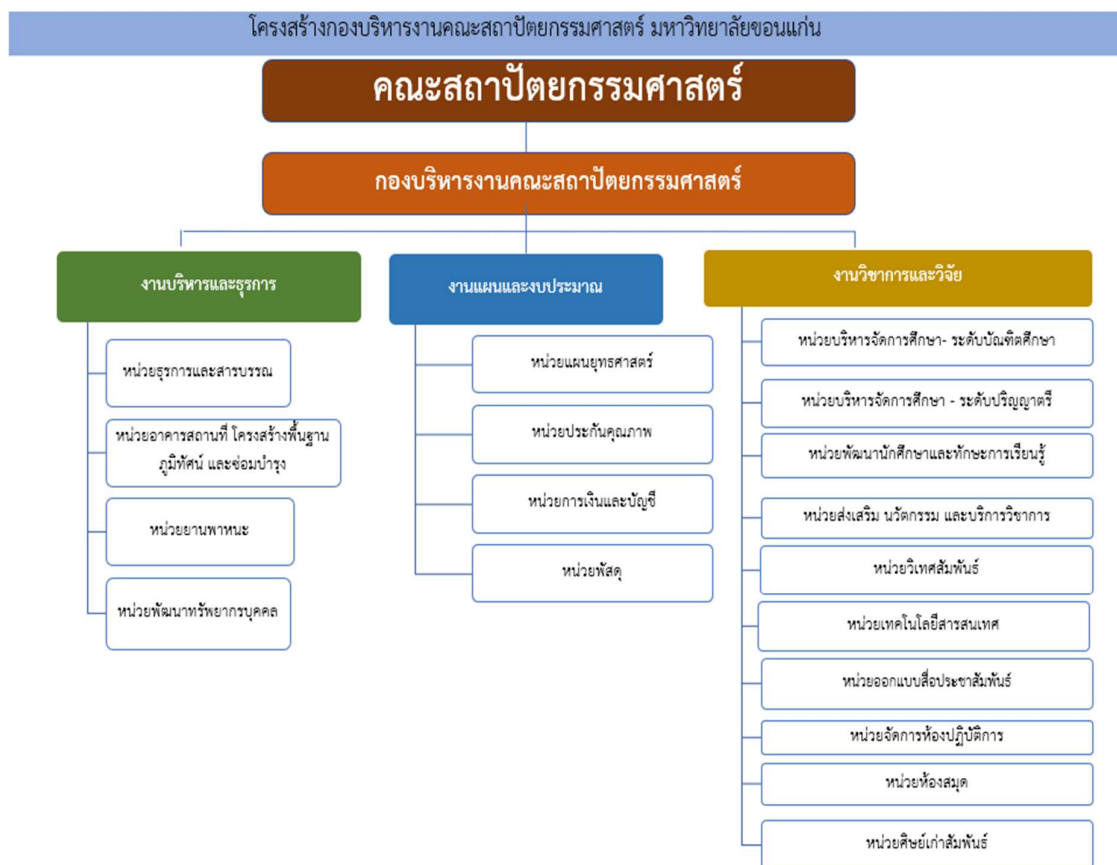 โครงสร้างกองบริหารงานคณะสถาปัตยกรรมศาสตร์ มหาวิทยาลัยขอนแก่น
คณะสถาปัตยกรรมศาสตร์
กองบริหารงานคณะสถาปัตยกรรมศาสตร์
งานบริหารและธุรการ
หน่วยธุรการและสารบรรณ
หน่วยอาคารสถานที่ โครงสร้างพื้นฐาน
ภูมิทัศน์ และซ่อมบำรุง
หน่วยยานพาหนะ
หน่วยพัฒนาทรัพยากรบุคคล
งานแผนและงบประมาณ
หน่วยแผนยุทธศาสตร์
หน่วยประกันคุณภาพ
หน่วยการเงินและบัญชี
หน่วยพัสดุ
งานวิชาการและวิจัย
หน่วยบริหารจัดการศึกษา- ระดับบัณฑิตศึกษา
หน่วยบริหารจัดการศึกษา - ระดับปริญญาตรี
หน่วยพัฒนานักศึกษาและทักษะการเรียนรู้
หน่วยส่งเสริม นวัตกรรม และบริการวิชาการ
หน่วยวิเทศสัมพันธ์
หน่วยเทคโนโลยีสารสนเทศ
หน่วยออกแบบสื่อประชาสัมพันธ์
หน่วยจัดการห้องปฏิบัติการ
หน่วยห้องสมุด
หน่วยศิษย์เก่าสัมพันธ์